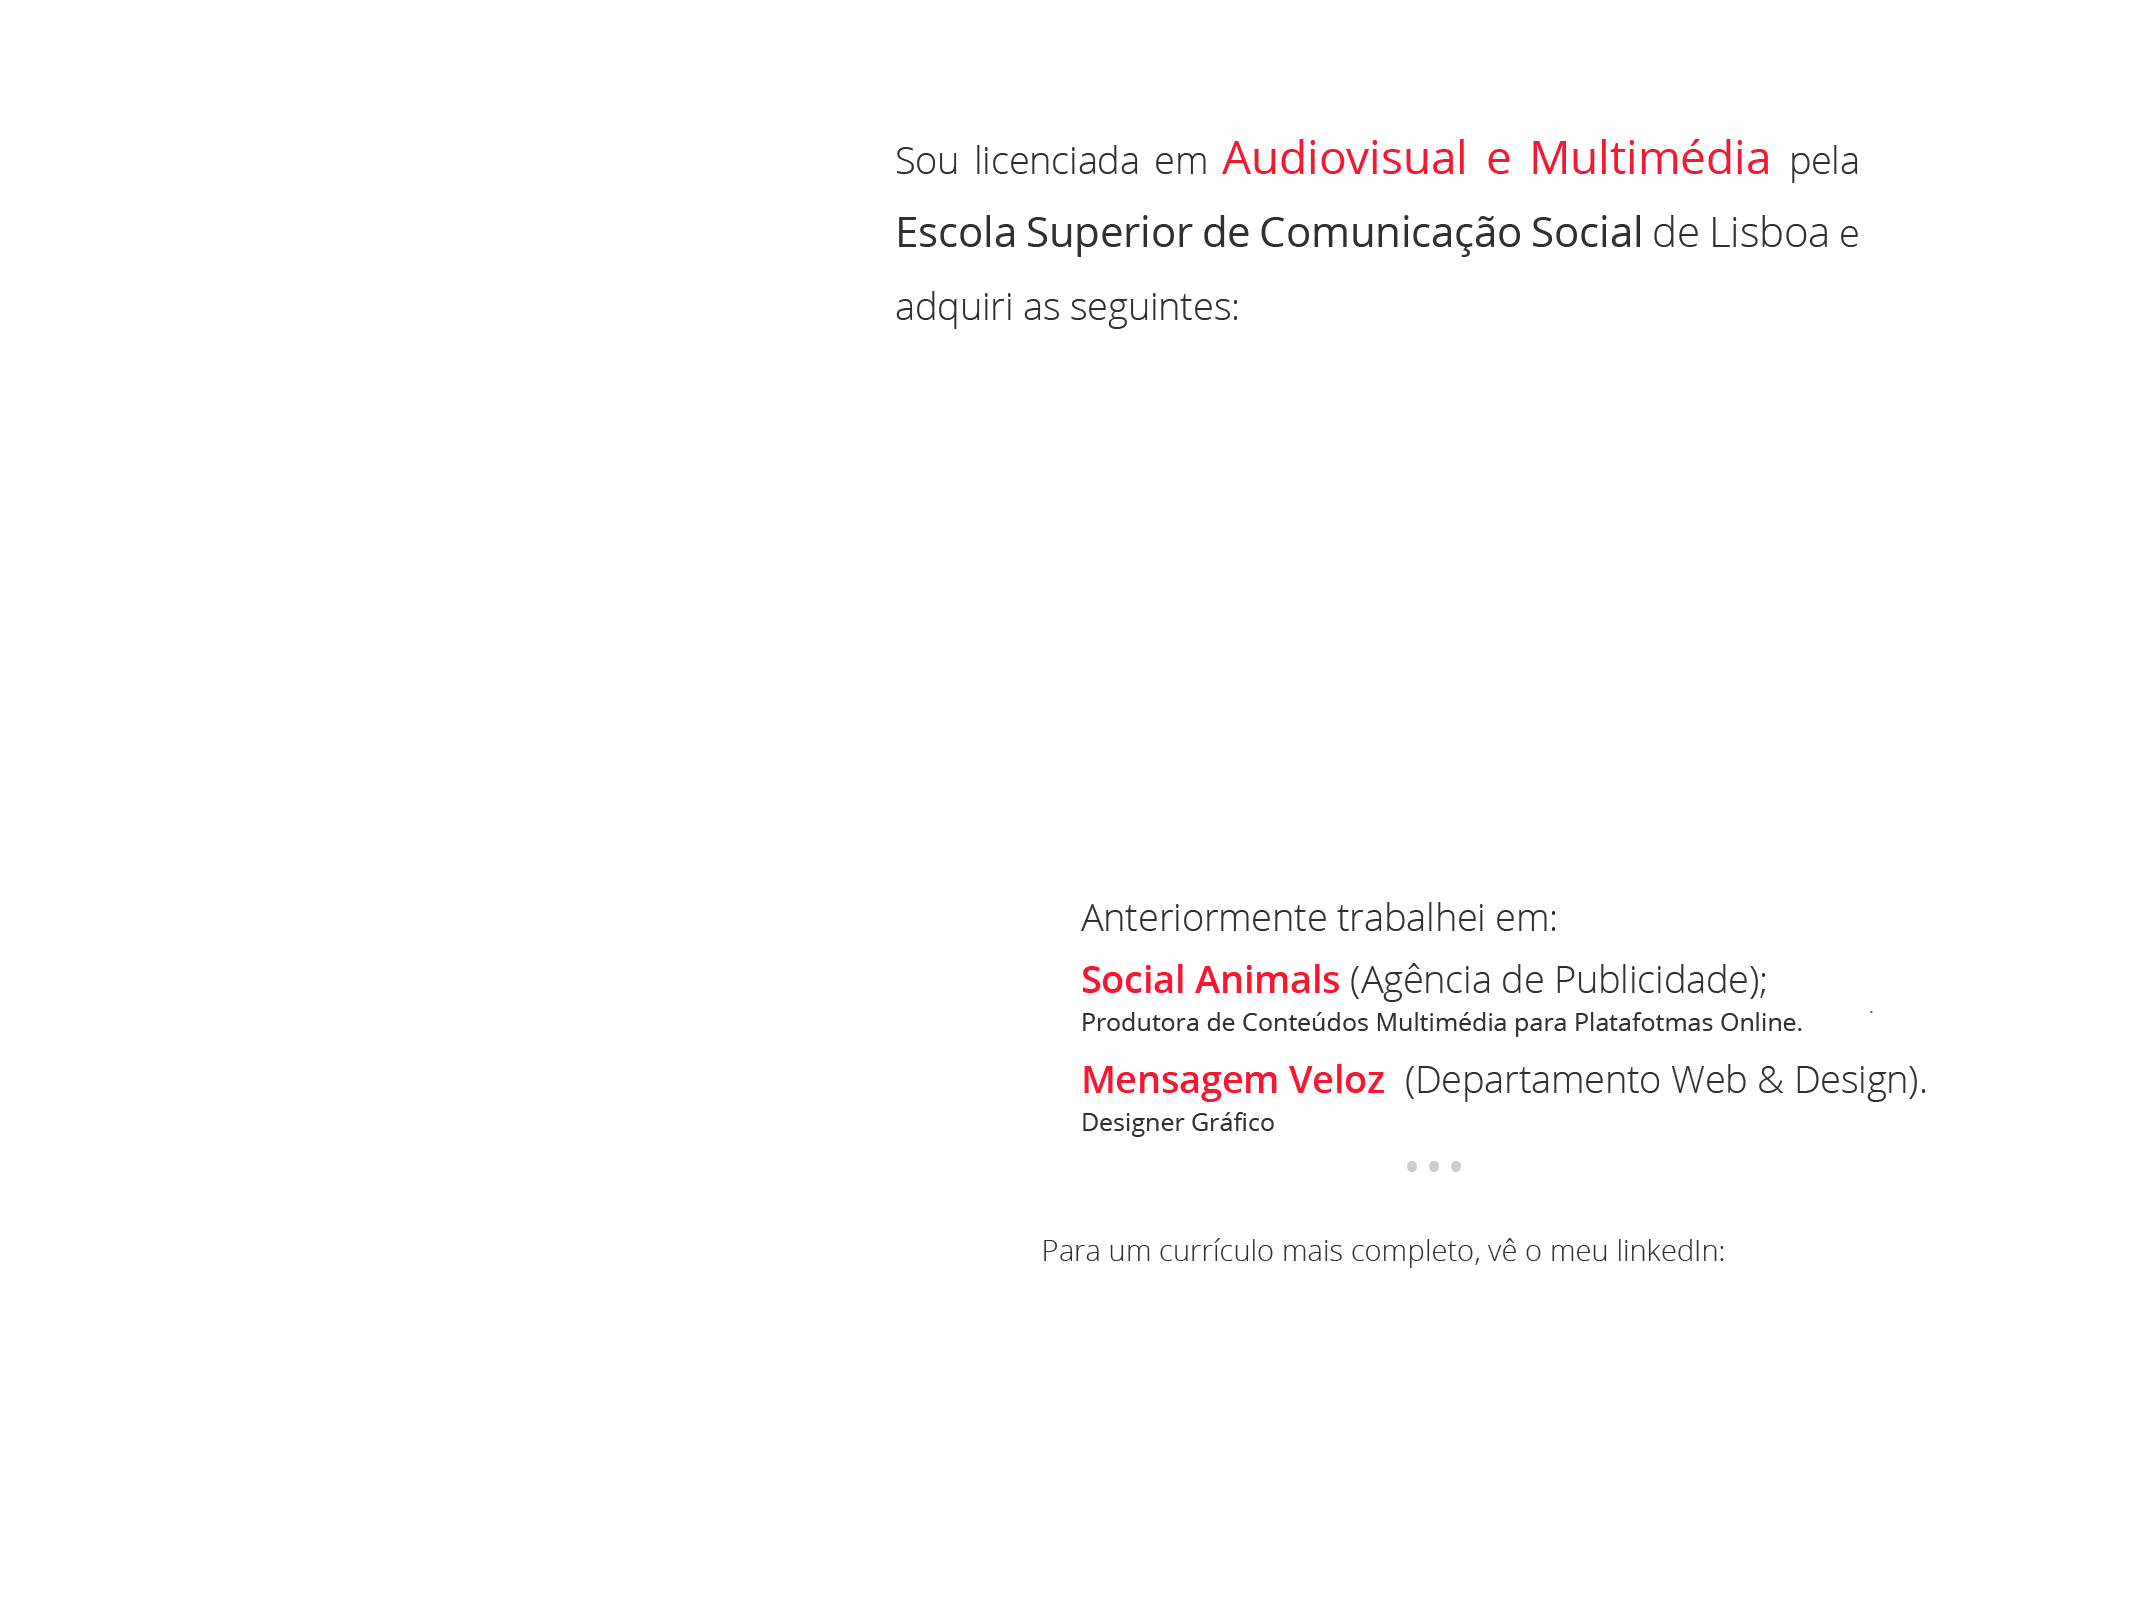 Sou licenciada em Audiovisual e Multimédia pela
Escola Superior de Comunicação Social de Lisboa e
adquiri as seguintes:
Anteriormente trabalhei em:
Social Animals (Agência de Publicidade);
Produtora de Conteúdos Multimédia para Platafotmas Online.
Mensagem Veloz (Departamento Web & Design).
Designer Gráfico
Para um currículo mais completo, vê o meu linkedIn: